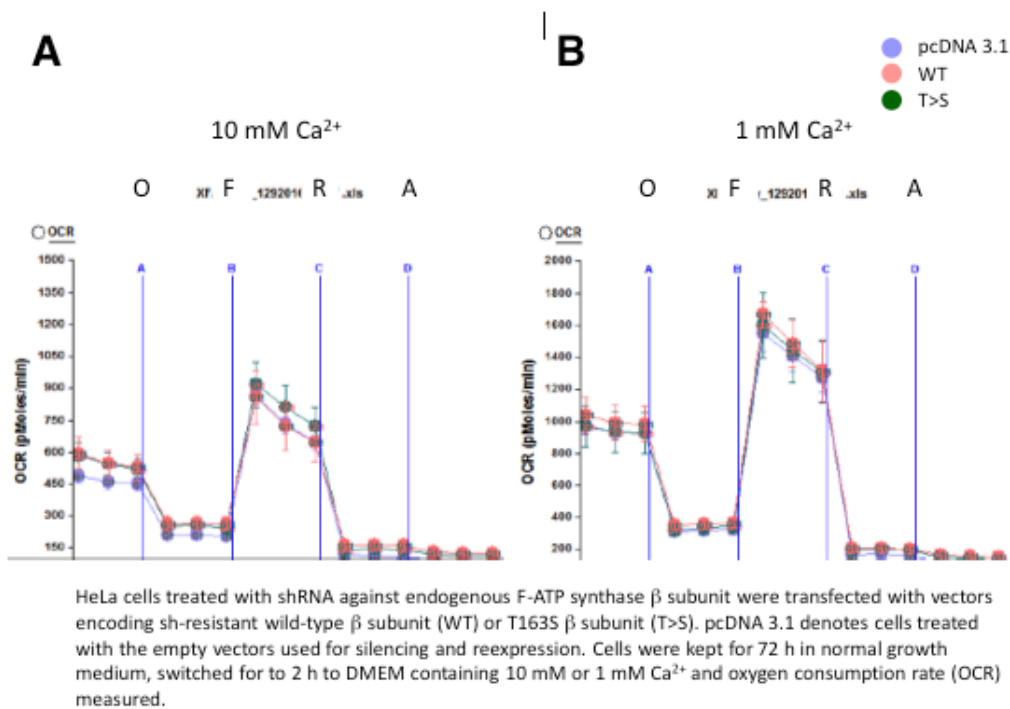 A
B
pcDNA 3.1
WT
T>S
10 mM Ca²⁺
1 mM Ca²⁺
O F R A
.xls
O F R A
.xls
OCR
OCR
A B C D
A B C D
1500
1350
1200
1050
900
750
600
450
300
150
OCR (pMoles/min)
2000
1800
1600
1400
1200
1000
800
600
400
200
OCR (pMoles/min)
HeLa cells treated with shRNA against endogenous F-ATP synthase β subunit were transfected with vectors
encoding sh-resistant wild-type β subunit (WT) or T163S β subunit (T>S). pcDNA 3.1 denotes cells treated
with the empty vectors used for silencing and reexpression. Cells were kept for 72 h in normal growth
medium, switched for to 2 h to DMEM containing 10 mM or 1 mM Ca²⁺ and oxygen consumption rate (OCR)
measured.